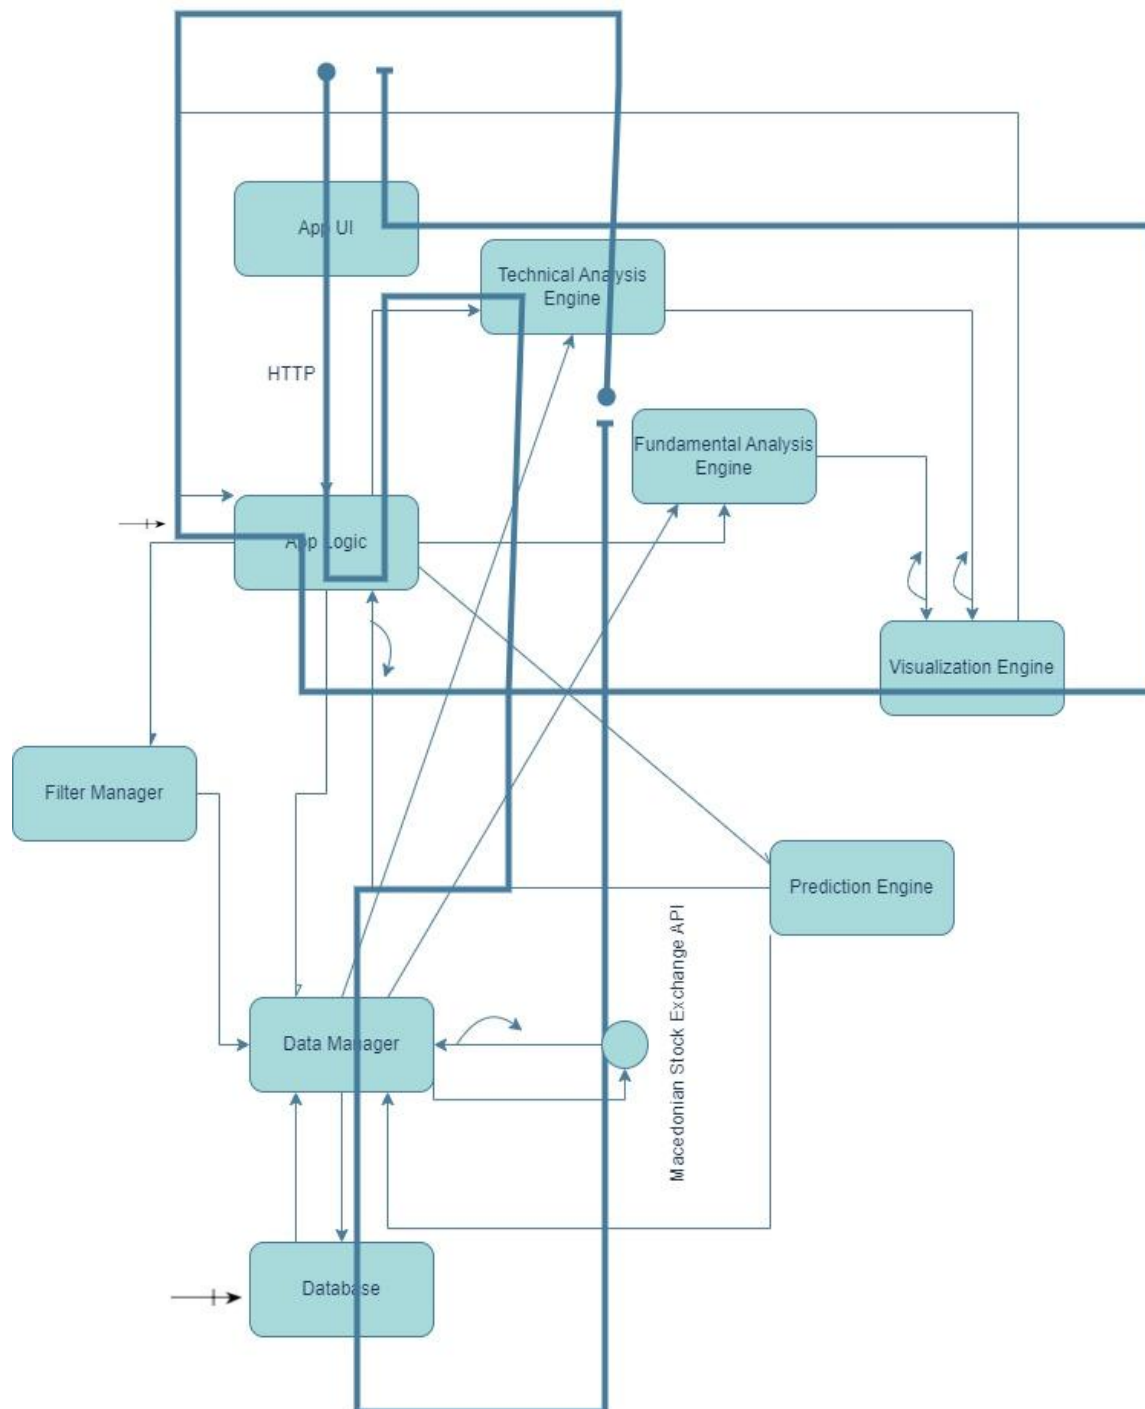 App UI
Technical Analysis
Engine
HTTP
Fundamental Analysis
Engine
App Logic
Visualization Engine
Filter Manager
Prediction Engine
Macedonian Stock Exchange API
Data Manager
Database